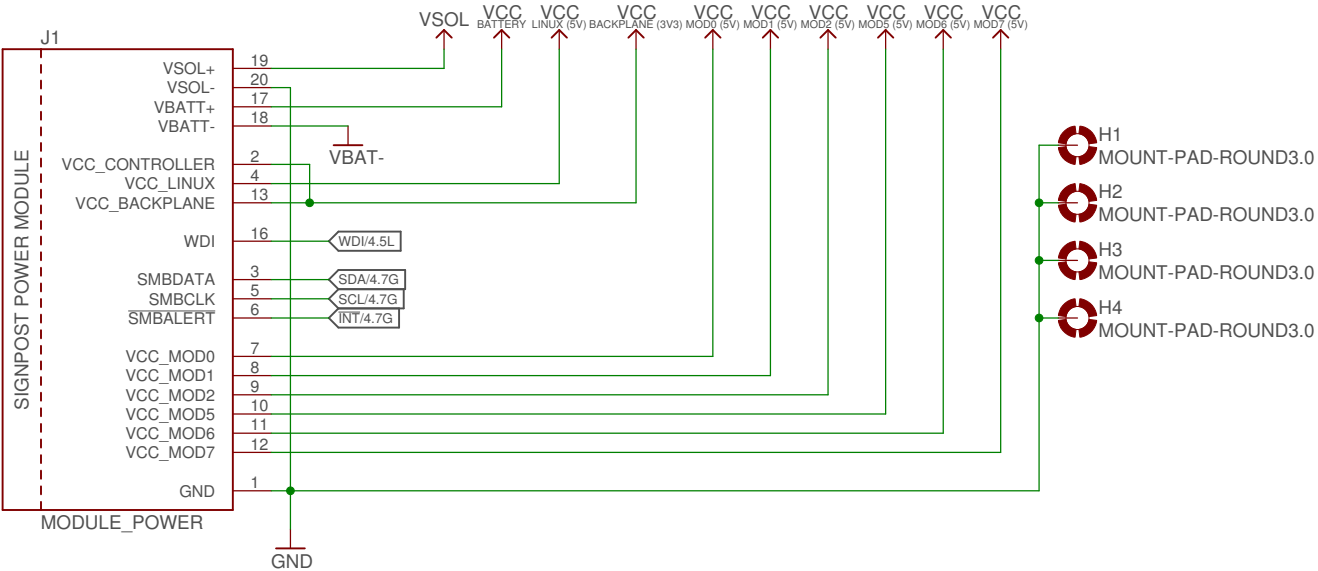 VSOL
VCC
BATTERY
VCC
LINUX (5V)
VCC
BACKPLANE (3V3)
VCC
MOD0 (5V)
VCC
MOD1 (5V)
VCC
MOD2 (5V)
VCC
MOD5 (5V)
VCC
MOD6 (5V)
VCC
MOD7 (5V)
J1
SIGNPOST POWER MODULE
VSOL+ 19
VSOL- 20
VBATT+ 17
VBATT- 18
VBAT-
VCC_CONTROLLER 2
VCC_LINUX 4
VCC_BACKPLANE 13
WDI 16 WDI/4.5L
SMBDATA 3 SDA/4.7G
SMBCLK 5 SCL/4.7G
SMBALERT 6 INT/4.7G
VCC_MOD0 7
VCC_MOD1 8
VCC_MOD2 9
VCC_MOD5 10
VCC_MOD6 11
VCC_MOD7 12
GND 1
MODULE_POWER
GND
H1
MOUNT-PAD-ROUND3.0
H2
MOUNT-PAD-ROUND3.0
H3
MOUNT-PAD-ROUND3.0
H4
MOUNT-PAD-ROUND3.0